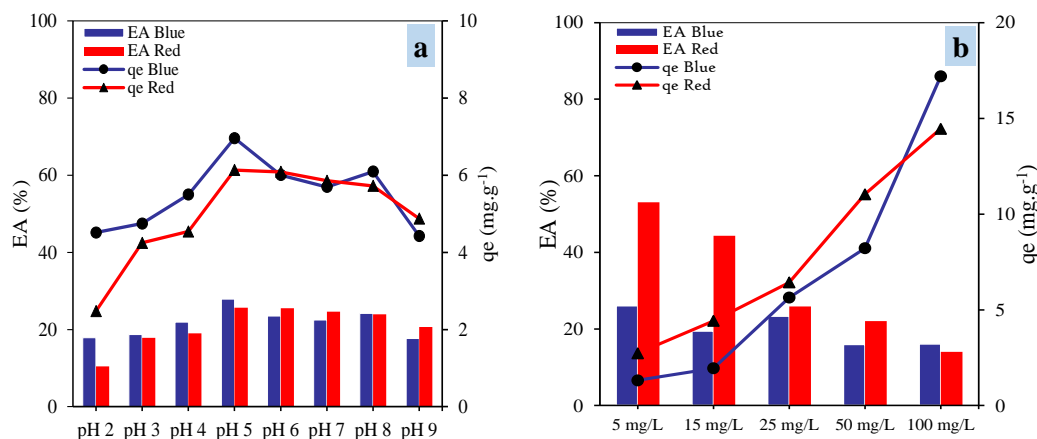 a
EA Blue
EA Red
qe Blue
qe Red
EA (%)
100
80
60
40
20
0
10
8
6
4
2
0
qe (mg.g⁻¹)
pH 2 pH 3 pH 4 pH 5 pH 6 pH 7 pH 8 pH 9
b
EA Blue
EA Red
qe Blue
qe Red
EA (%)
100
80
60
40
20
0
20
15
10
5
0
qe (mg.g⁻¹)
5 mg/L 15 mg/L 25 mg/L 50 mg/L 100 mg/L